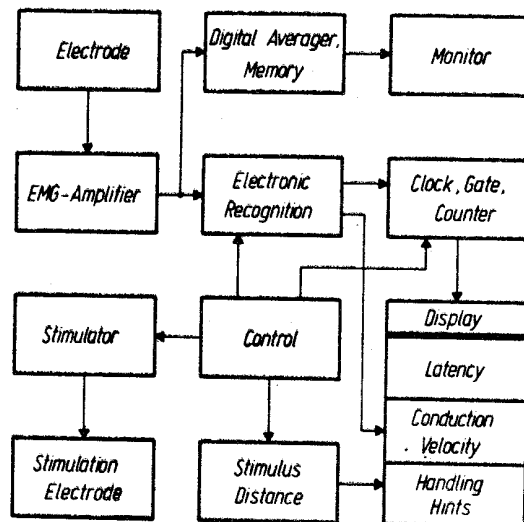 Electrode
Digital Averager,
Memory
Monitor
EMG-Amplifier
Electronic
Recognition
Clock, Gate,
Counter
Stimulator
Control
Display
Latency
Conduction
Velocity
Stimulation
Electrode
Stimulus
Distance
Handling
Hints